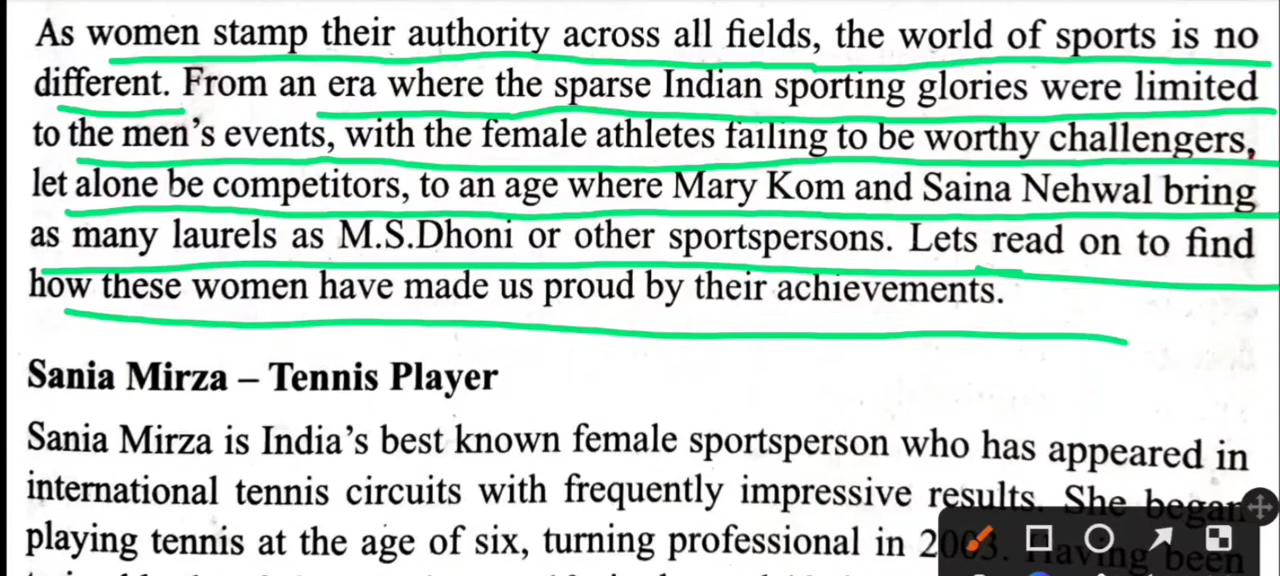 As women stamp their authority across all fields, the world of sports is no
different. From an era where the sparse Indian sporting glories were limited
to the men's events, with the female athletes failing to be worthy challengers,
let alone be competitors, to an age where Mary Kom and Saina Nehwal bring
as many laurels as M.S.Dhoni or other sportspersons. Lets read on to find
how these women have made us proud by their achievements.
Sania Mirza – Tennis Player
Sania Mirza is India's best known female sportsperson who has appeared in
international tennis circuits with frequently impressive results. She began
playing tennis at the age of six, turning professional in 2003. Having been